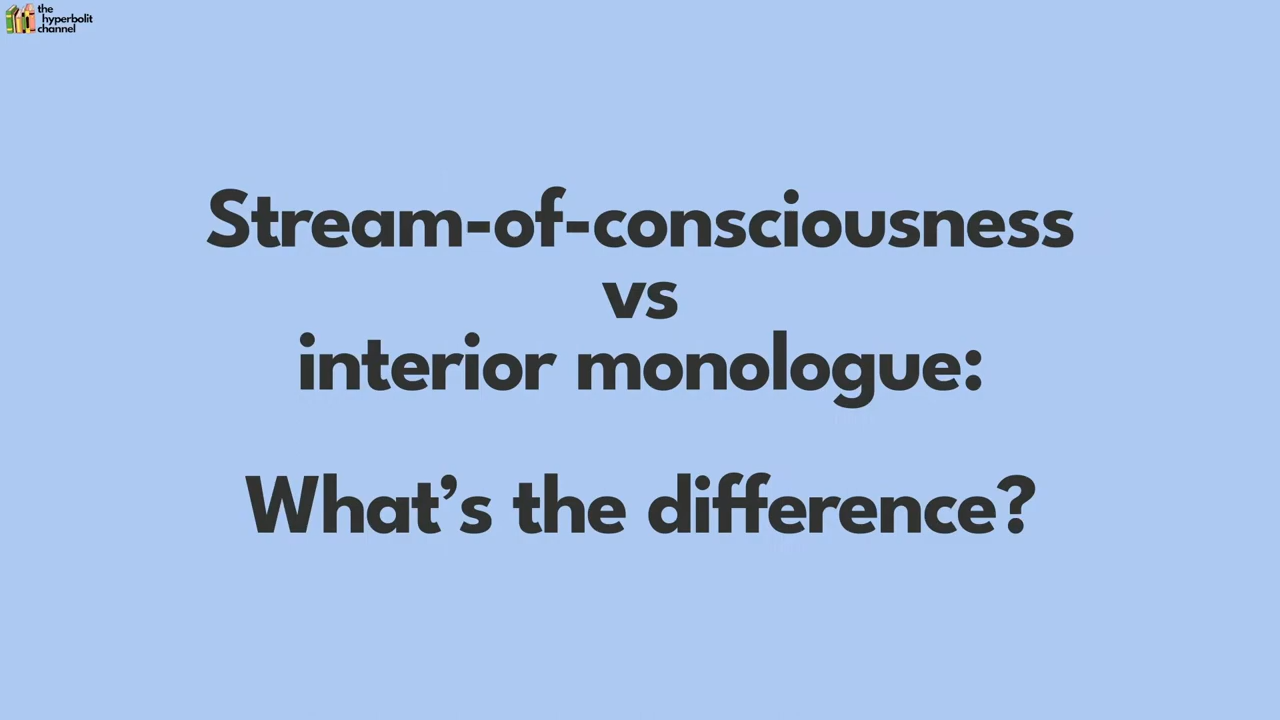 the
hyperbolit
channel
Stream-of-consciousness
vs
interior monologue:
What’s the difference?